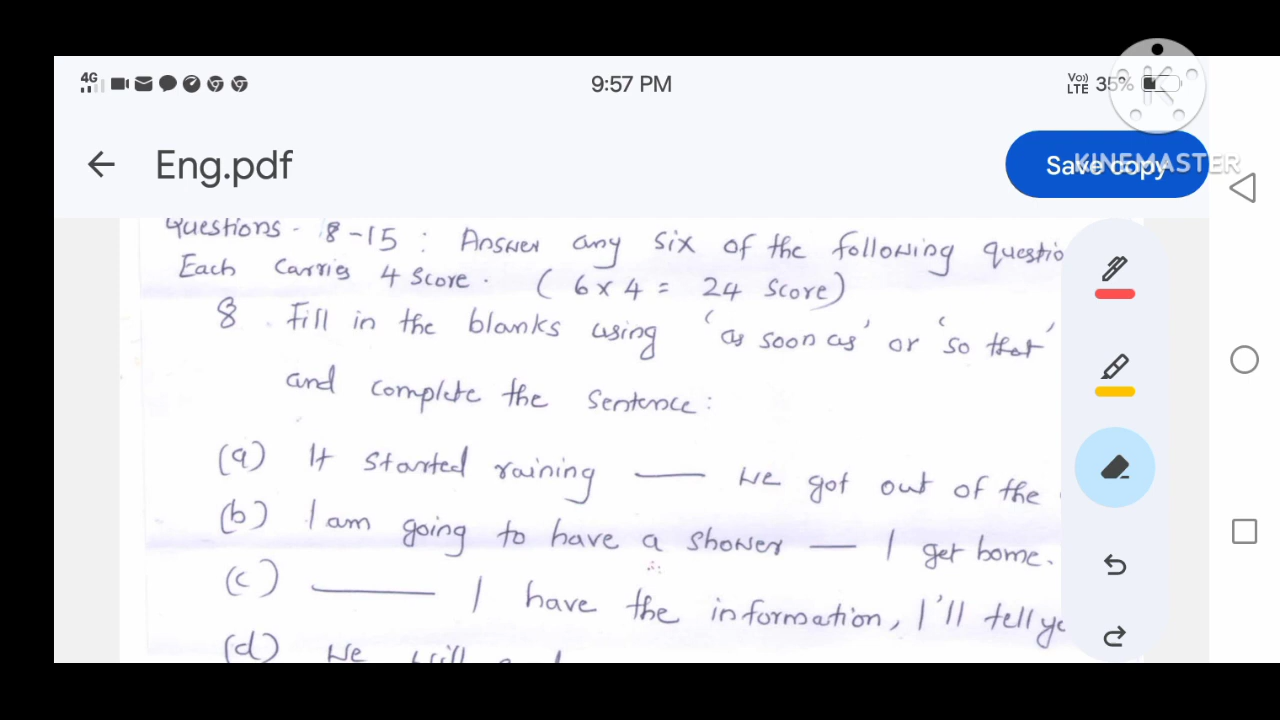 4G
9:57 PM
Vo)) LTE 35%
Eng.pdf
Save copy
KINEMASTER
Questions. 8-15 : Answer any six of the following questio
Each carries 4 score. ( 6 x 4 = 24 score)
8 . Fill in the blanks using 'as soon as' or 'so that'
and complete the sentence:
(a) It started raining —— we got out of the
(b) I am going to have a shower —— I get home.
(c) ———— I have the information, I'll tell yo
(d) We will